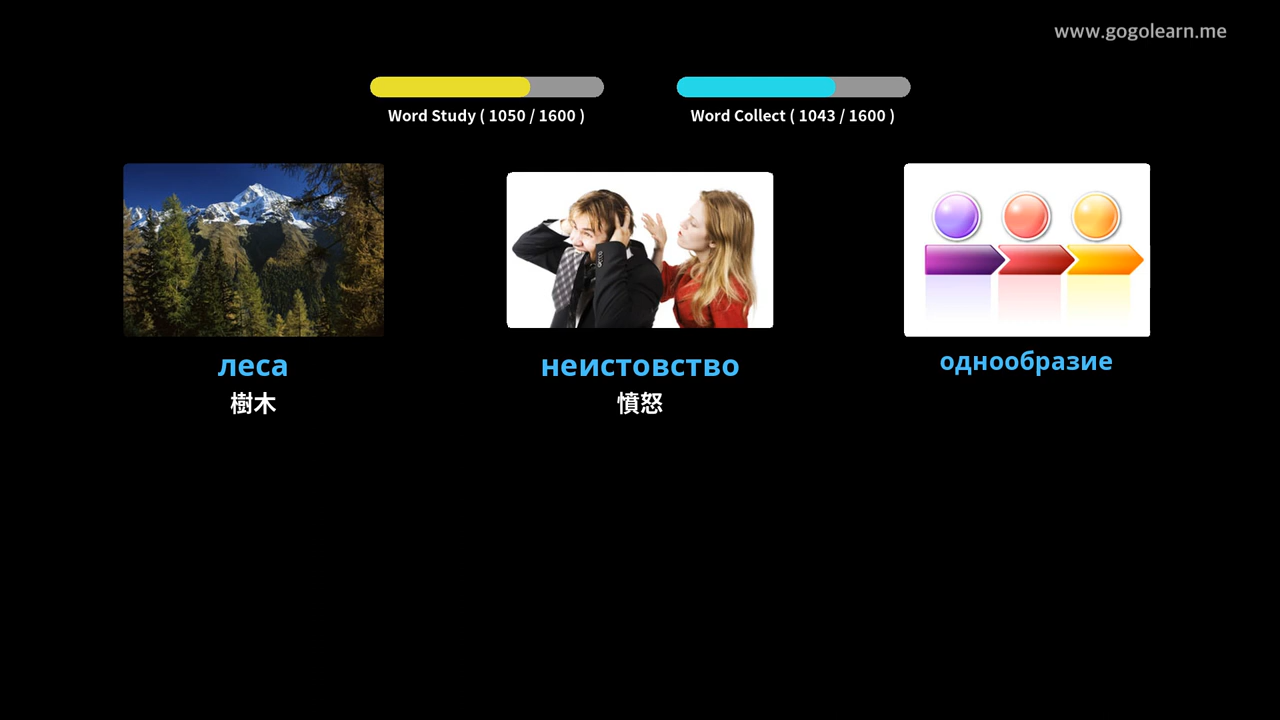 www.gogolearn.me
Word Study ( 1050 / 1600 )
Word Collect ( 1043 / 1600 )
леса
樹木
неистовство
憤怒
однообразие